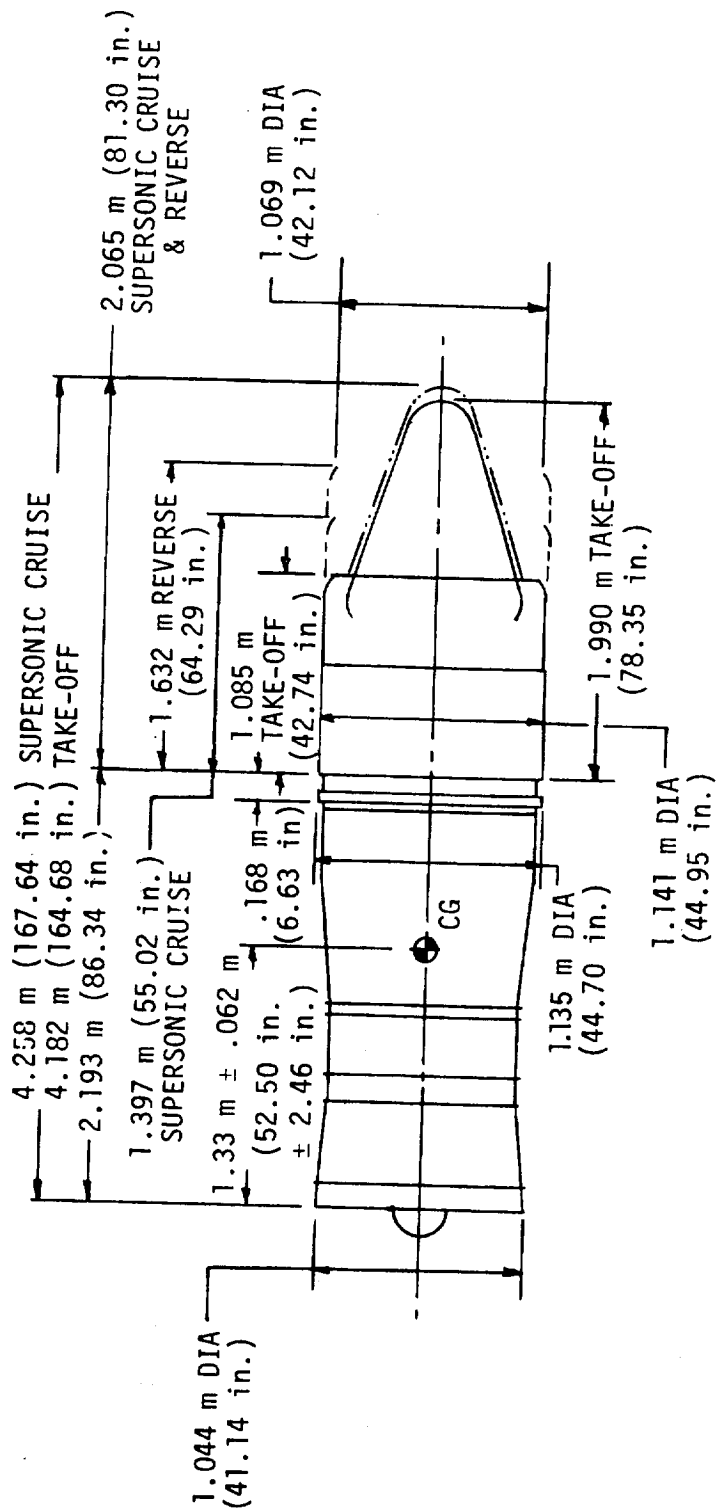 4.258 m (167.64 in.) SUPERSONIC CRUISE
4.182 m (164.68 in.) TAKE-OFF
2.193 m (86.34 in.)
2.065 m (81.30 in.)
SUPERSONIC CRUISE
& REVERSE
1.397 m (55.02 in.)
SUPERSONIC CRUISE
1.632 m REVERSE
(64.29 in.)
1.33 m ± .062 m
(52.50 in.
± 2.46 in.)
.168 m
(6.63 in)
1.085 m
TAKE-OFF
(42.74 in.)
1.069 m DIA
(42.12 in.)
1.044 m DIA
(41.14 in.)
CG
1.135 m DIA
(44.70 in.)
1.141 m DIA
(44.95 in.)
1.990 m TAKE-OFF
(78.35 in.)